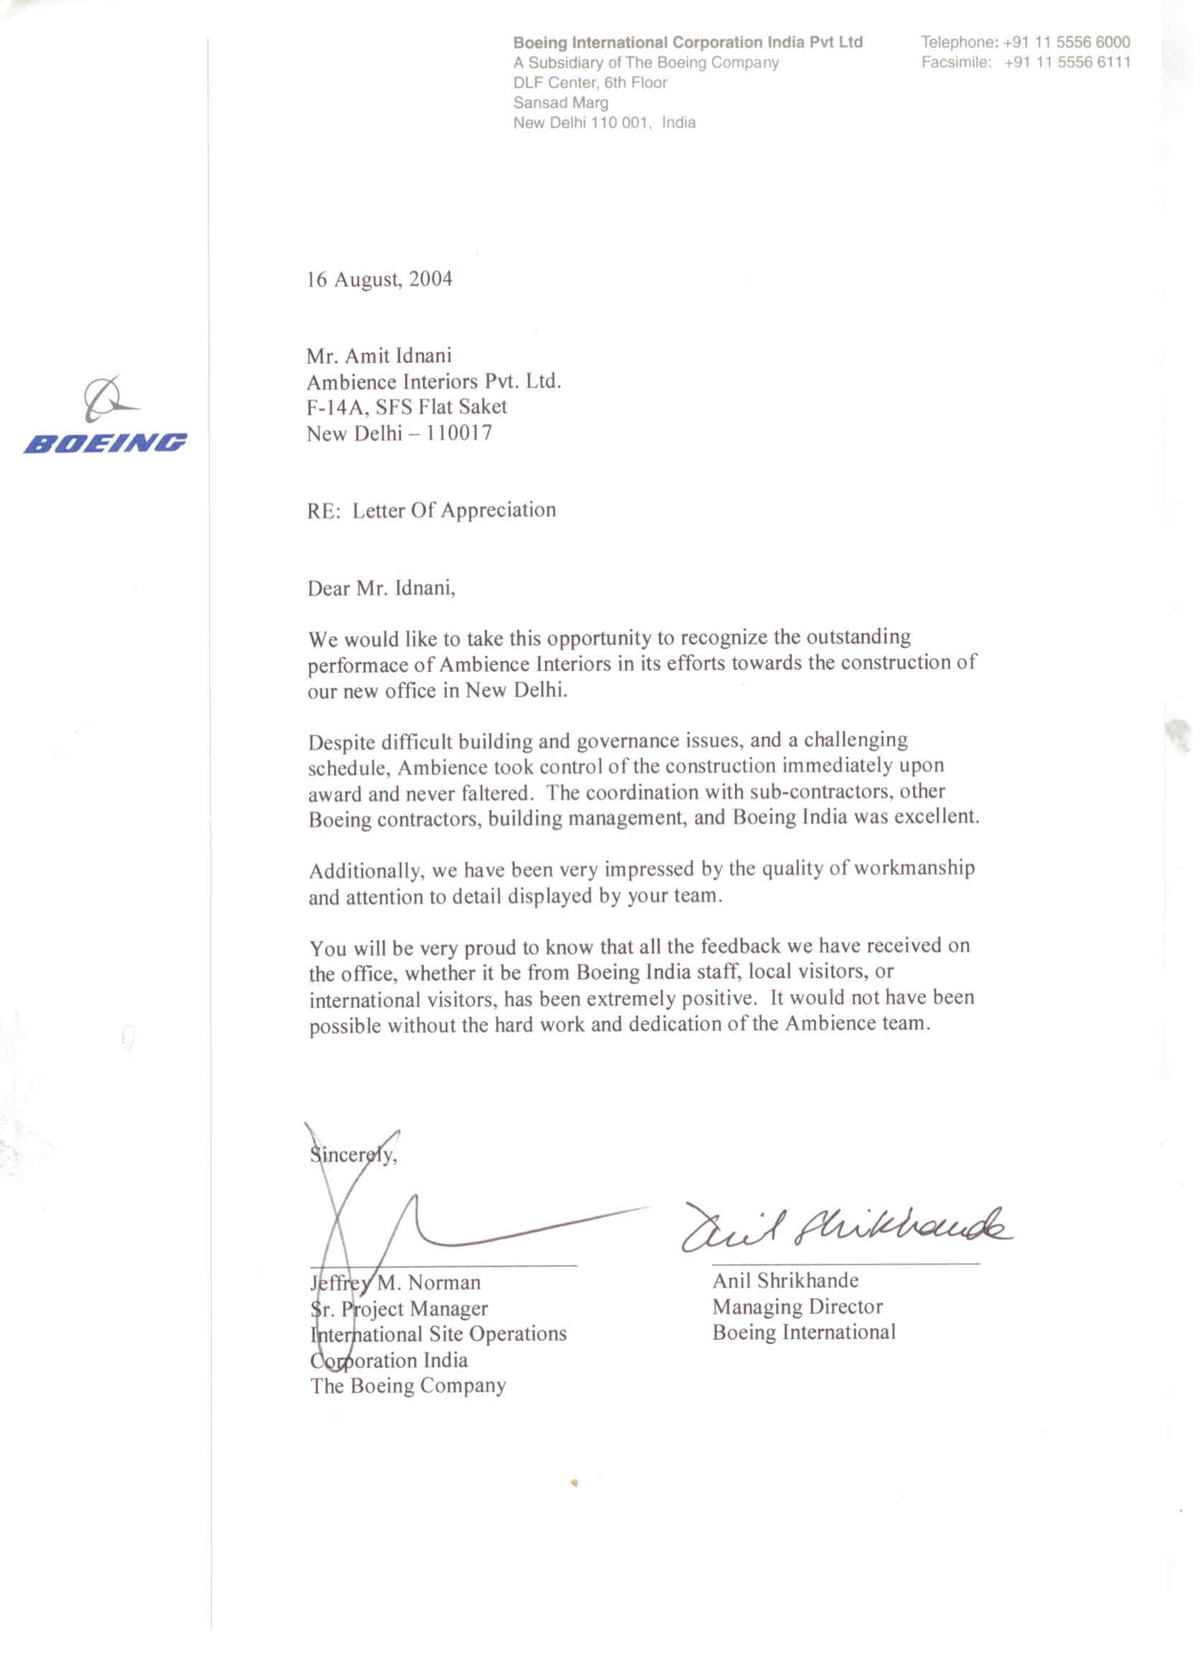 Boeing International Corporation India Pvt Ltd
A Subsidiary of The Boeing Company
DLF Center, 6th Floor
Sansad Marg
New Delhi 110 001, India
Telephone: +91 11 5556 6000
Facsimile: +91 11 5556 6111
16 August, 2004
Mr. Amit Idnani
Ambience Interiors Pvt. Ltd.
F-14A, SFS Flat Saket
New Delhi – 110017
BOEING
RE: Letter Of Appreciation
Dear Mr. Idnani,
We would like to take this opportunity to recognize the outstanding
performace of Ambience Interiors in its efforts towards the construction of
our new office in New Delhi.
Despite difficult building and governance issues, and a challenging
schedule, Ambience took control of the construction immediately upon
award and never faltered. The coordination with sub-contractors, other
Boeing contractors, building management, and Boeing India was excellent.
Additionally, we have been very impressed by the quality of workmanship
and attention to detail displayed by your team.
You will be very proud to know that all the feedback we have received on
the office, whether it be from Boeing India staff, local visitors, or
international visitors, has been extremely positive. It would not have been
possible without the hard work and dedication of the Ambience team.
Sincerely,
Anil Shrikhande
Jeffrey M. Norman
Sr. Project Manager
International Site Operations
Corporation India
The Boeing Company
Anil Shrikhande
Managing Director
Boeing International